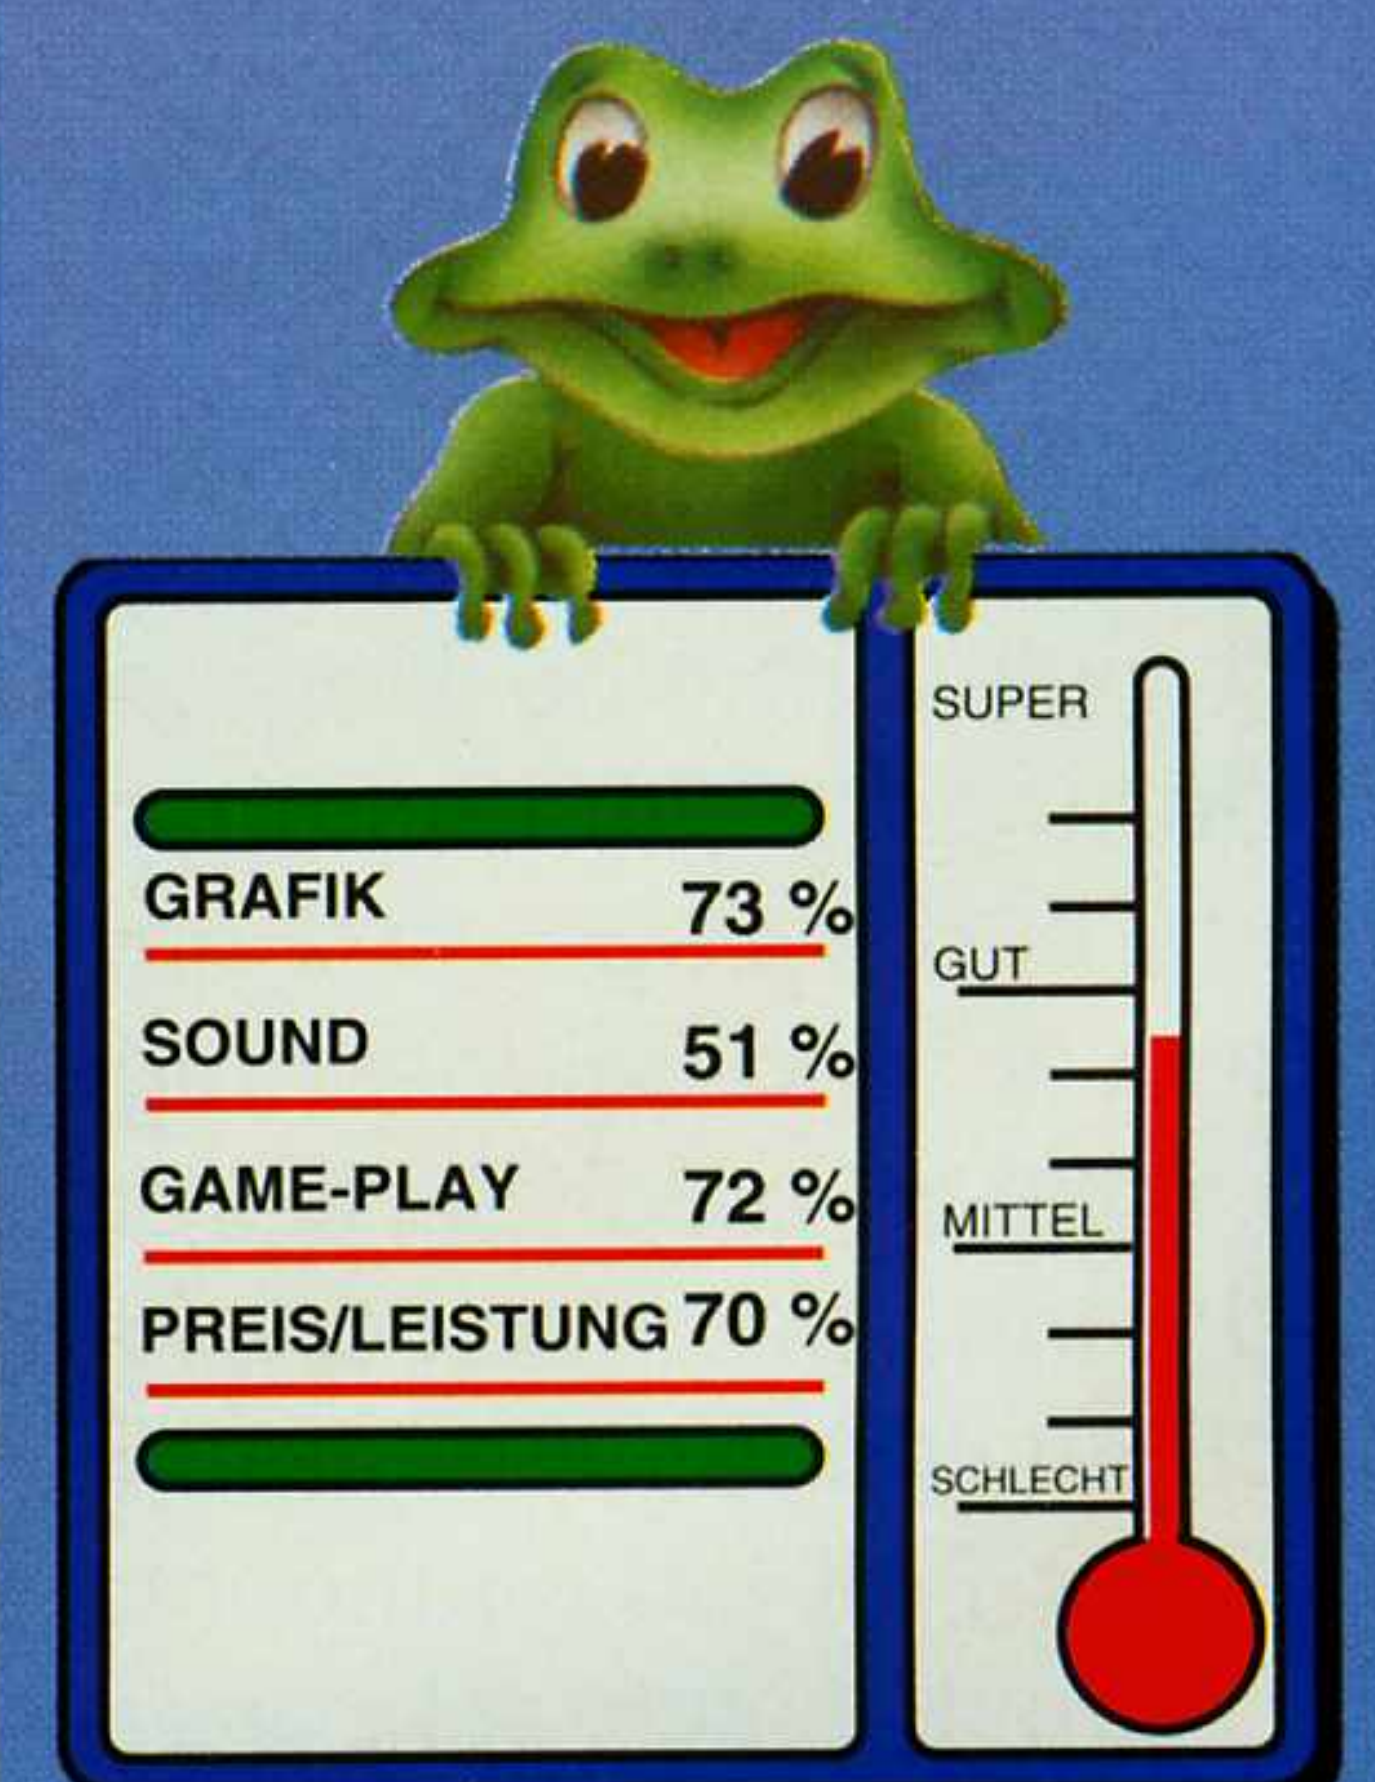 GRAFIK 73 %
SOUND 51 %
GAME-PLAY 72 %
PREIS/LEISTUNG 70 %
SUPER
GUT
MITTEL
SCHLECHT